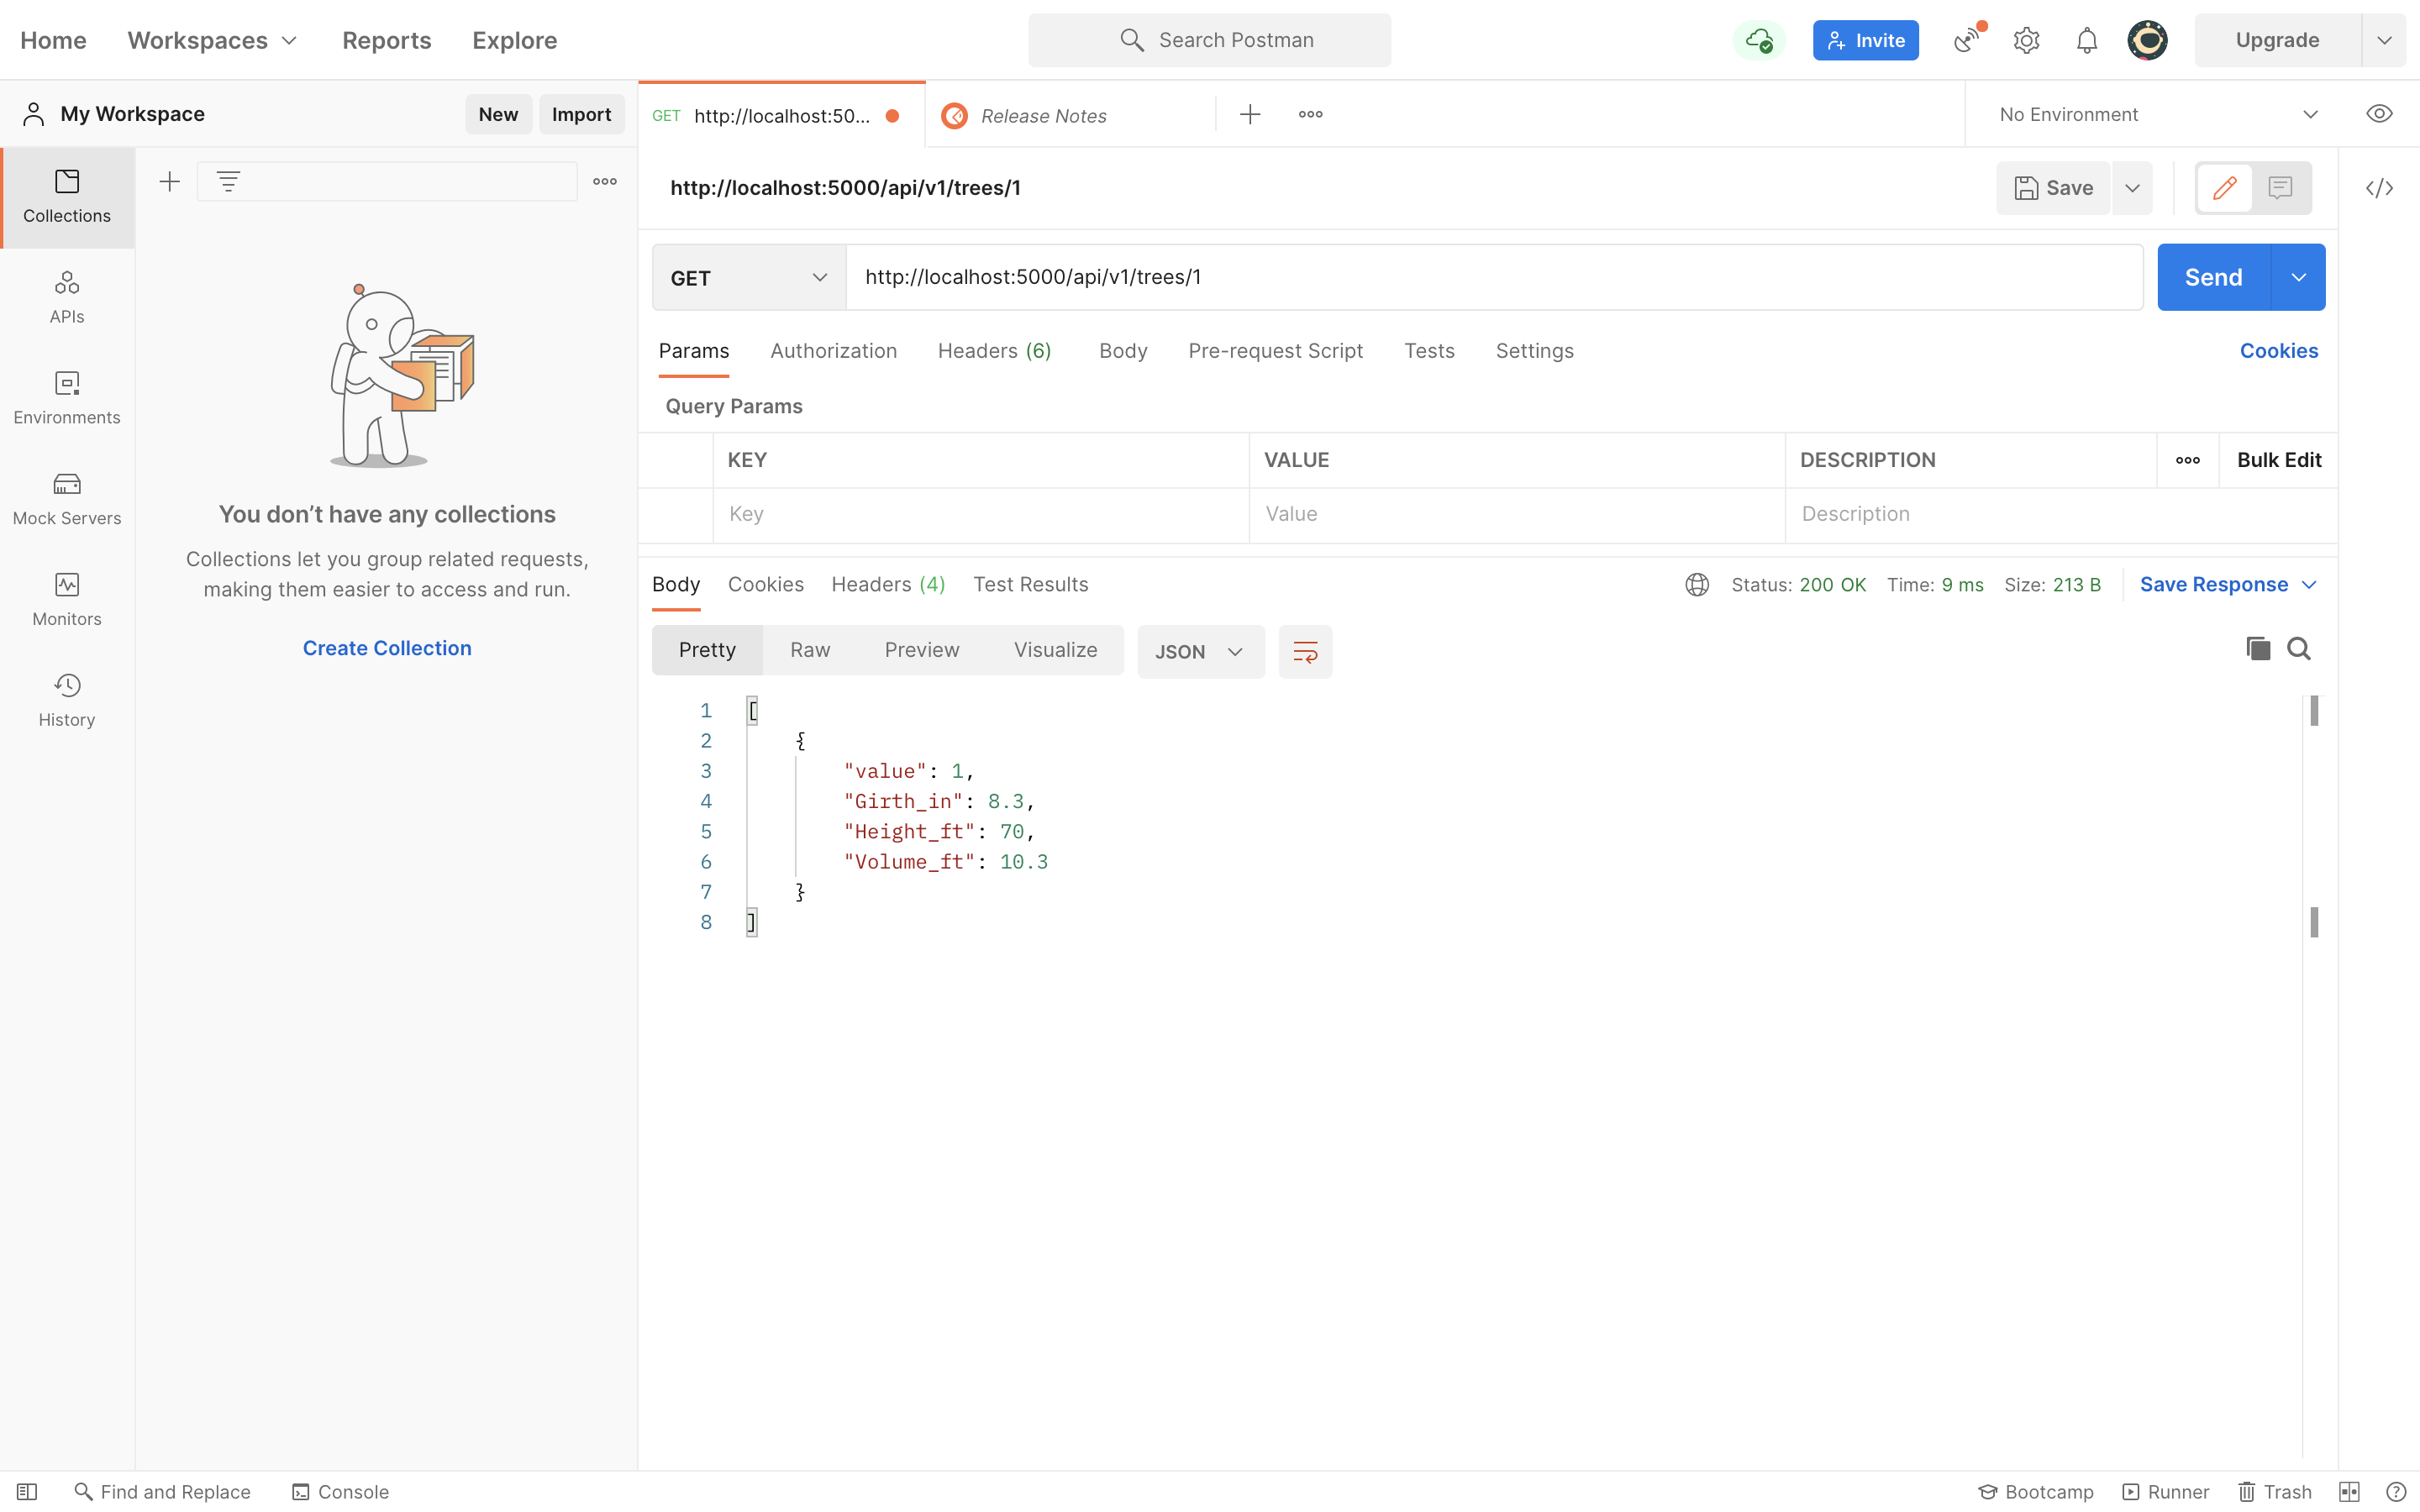 Home Workspaces Reports Explore Search Postman Invite Upgrade
My Workspace New Import GET http://localhost:50... Release Notes No Environment
Collections
APIs
Environments
Mock Servers
Monitors
History
You don’t have any collections
Collections let you group related requests,
making them easier to access and run.
Create Collection
http://localhost:5000/api/v1/trees/1 Save
GET http://localhost:5000/api/v1/trees/1 Send
Params Authorization Headers (6) Body Pre-request Script Tests Settings Cookies
Query Params
KEY VALUE DESCRIPTION Bulk Edit
Key Value Description
Body Cookies Headers (4) Test Results Status: 200 OK Time: 9 ms Size: 213 B Save Response
Pretty Raw Preview Visualize JSON
1 [
2 {
3 "value": 1,
4 "Girth_in": 8.3,
5 "Height_ft": 70,
6 "Volume_ft": 10.3
7 }
8 ]
Find and Replace Console Bootcamp Runner Trash